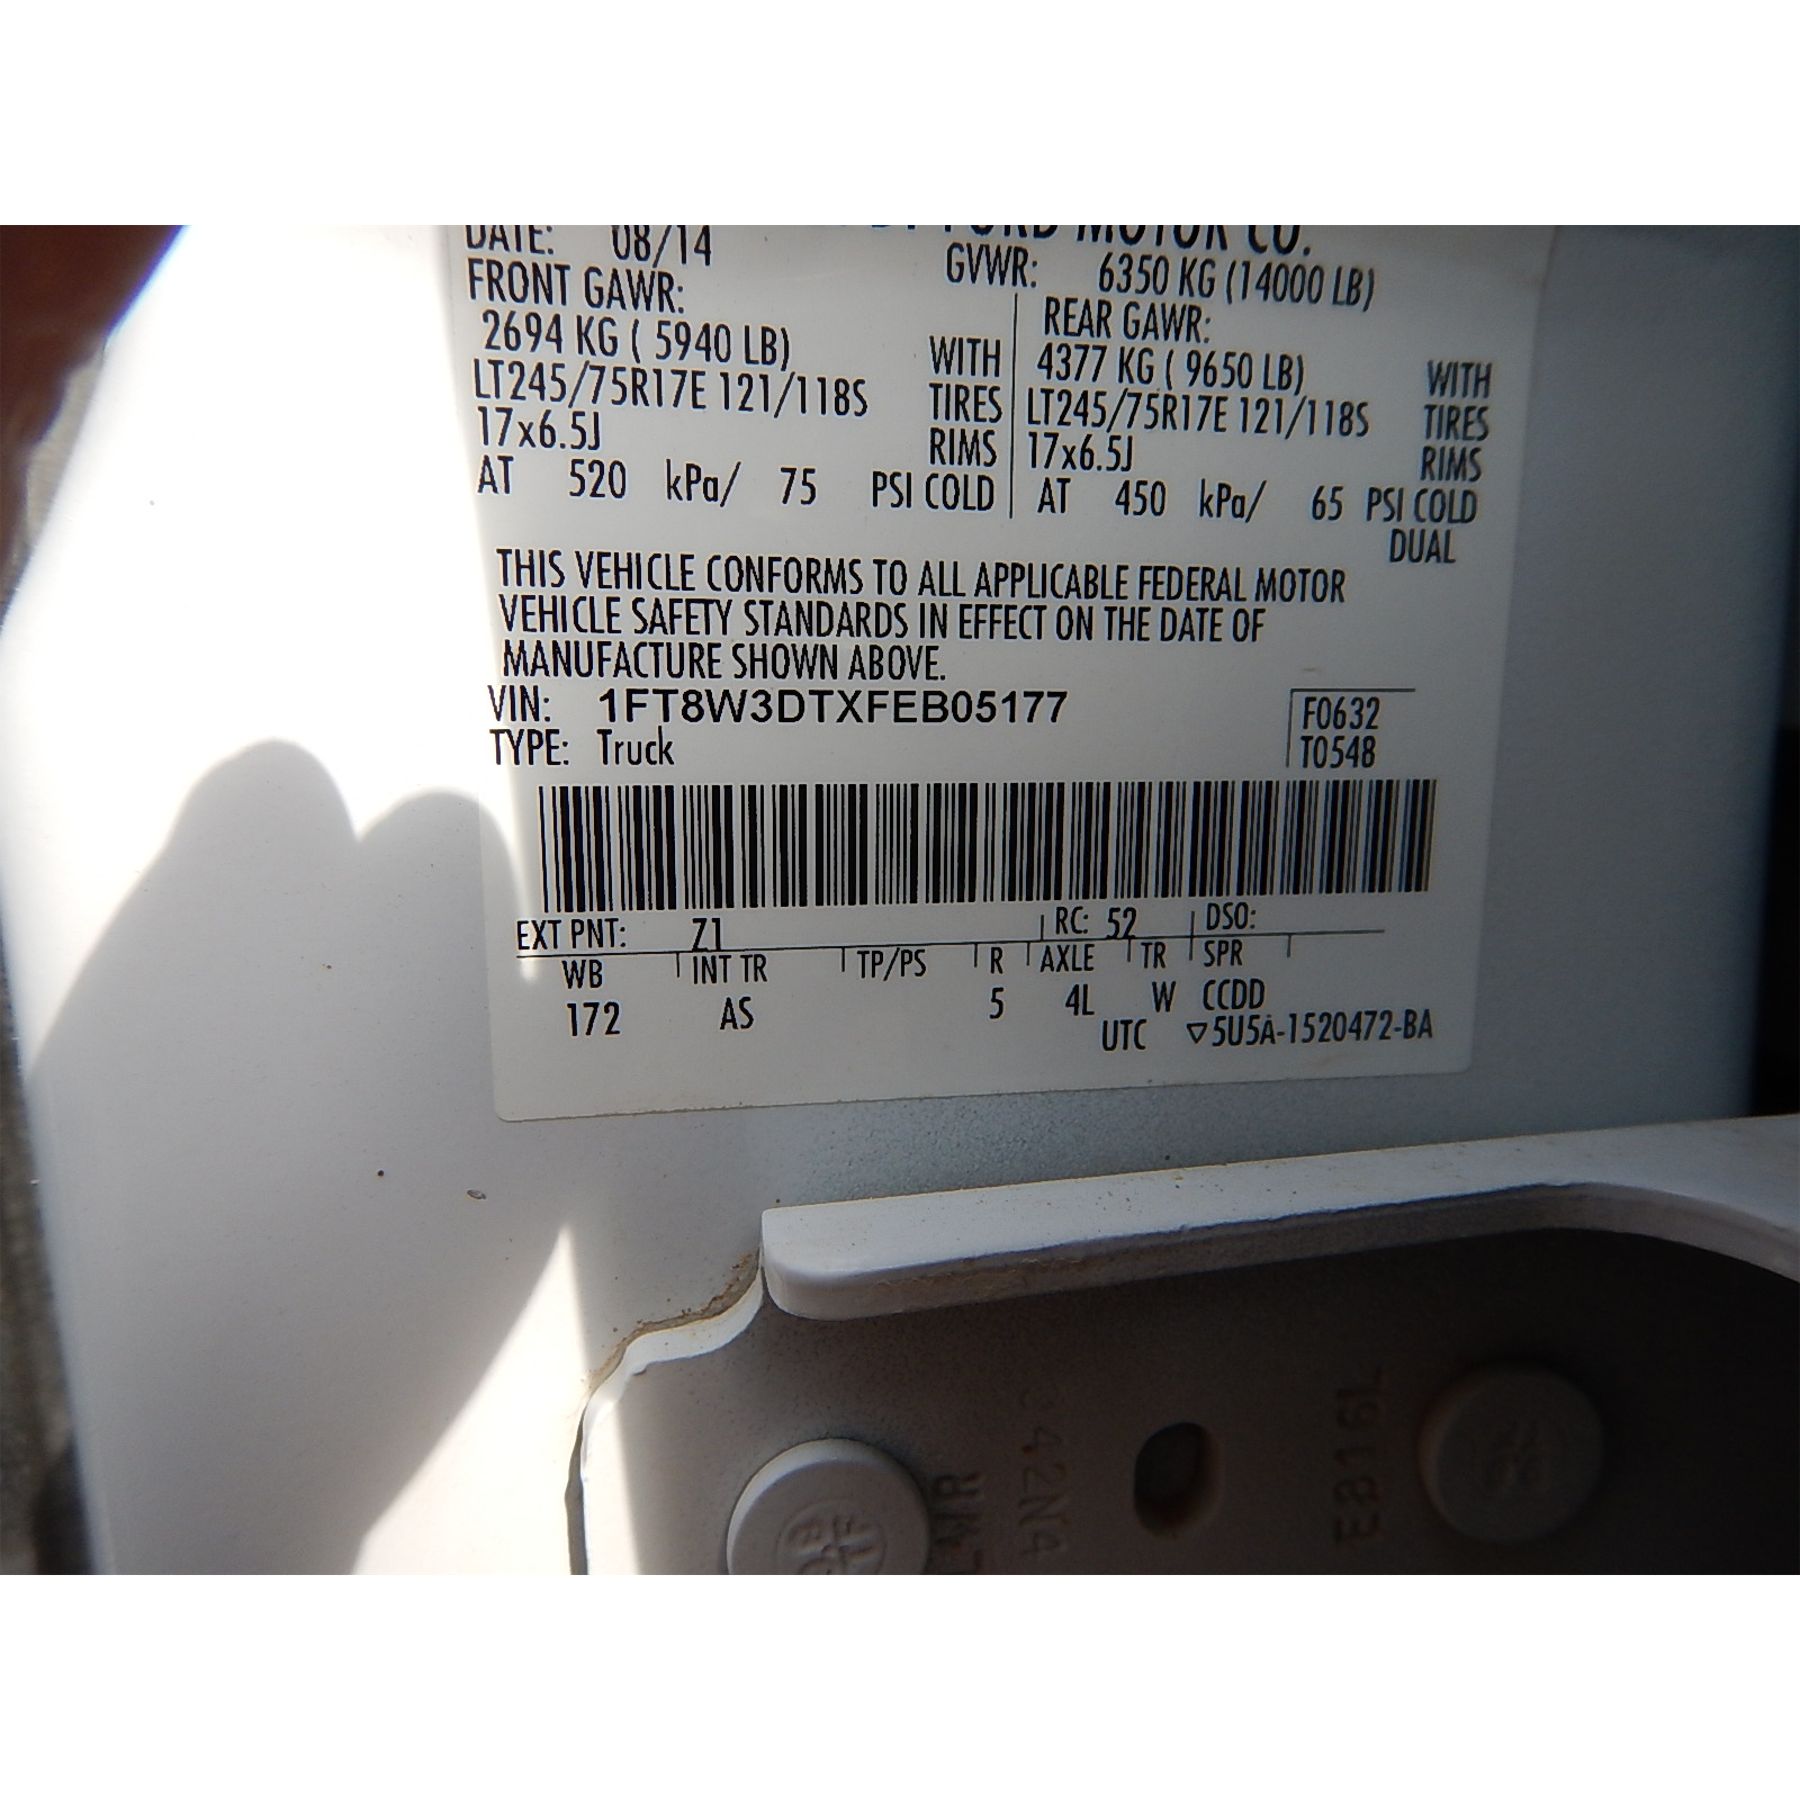 DATE: 08/14 BY FORD MOTOR CO.
FRONT GAWR: GVWR: 6350 KG (14000 LB)
2694 KG ( 5940 LB) WITH REAR GAWR:
LT245/75R17E 121/118S TIRES 4377 KG ( 9650 LB) WITH
17x6.5J RIMS LT245/75R17E 121/118S TIRES
AT 520 kPa/ 75 PSI COLD 17x6.5J RIMS
AT 450 kPa/ 65 PSI COLD
DUAL
THIS VEHICLE CONFORMS TO ALL APPLICABLE FEDERAL MOTOR
VEHICLE SAFETY STANDARDS IN EFFECT ON THE DATE OF
MANUFACTURE SHOWN ABOVE.
VIN: 1FT8W3DTXFEB05177 F0632
TYPE: Truck T0548
EXT PNT: Z1 RC: 52 DSO:
WB INT TR TP/PS R AXLE TR SPR
172 AS 5 4L W CCDD
UTC ▽5U5A-1520472-BA
E816L